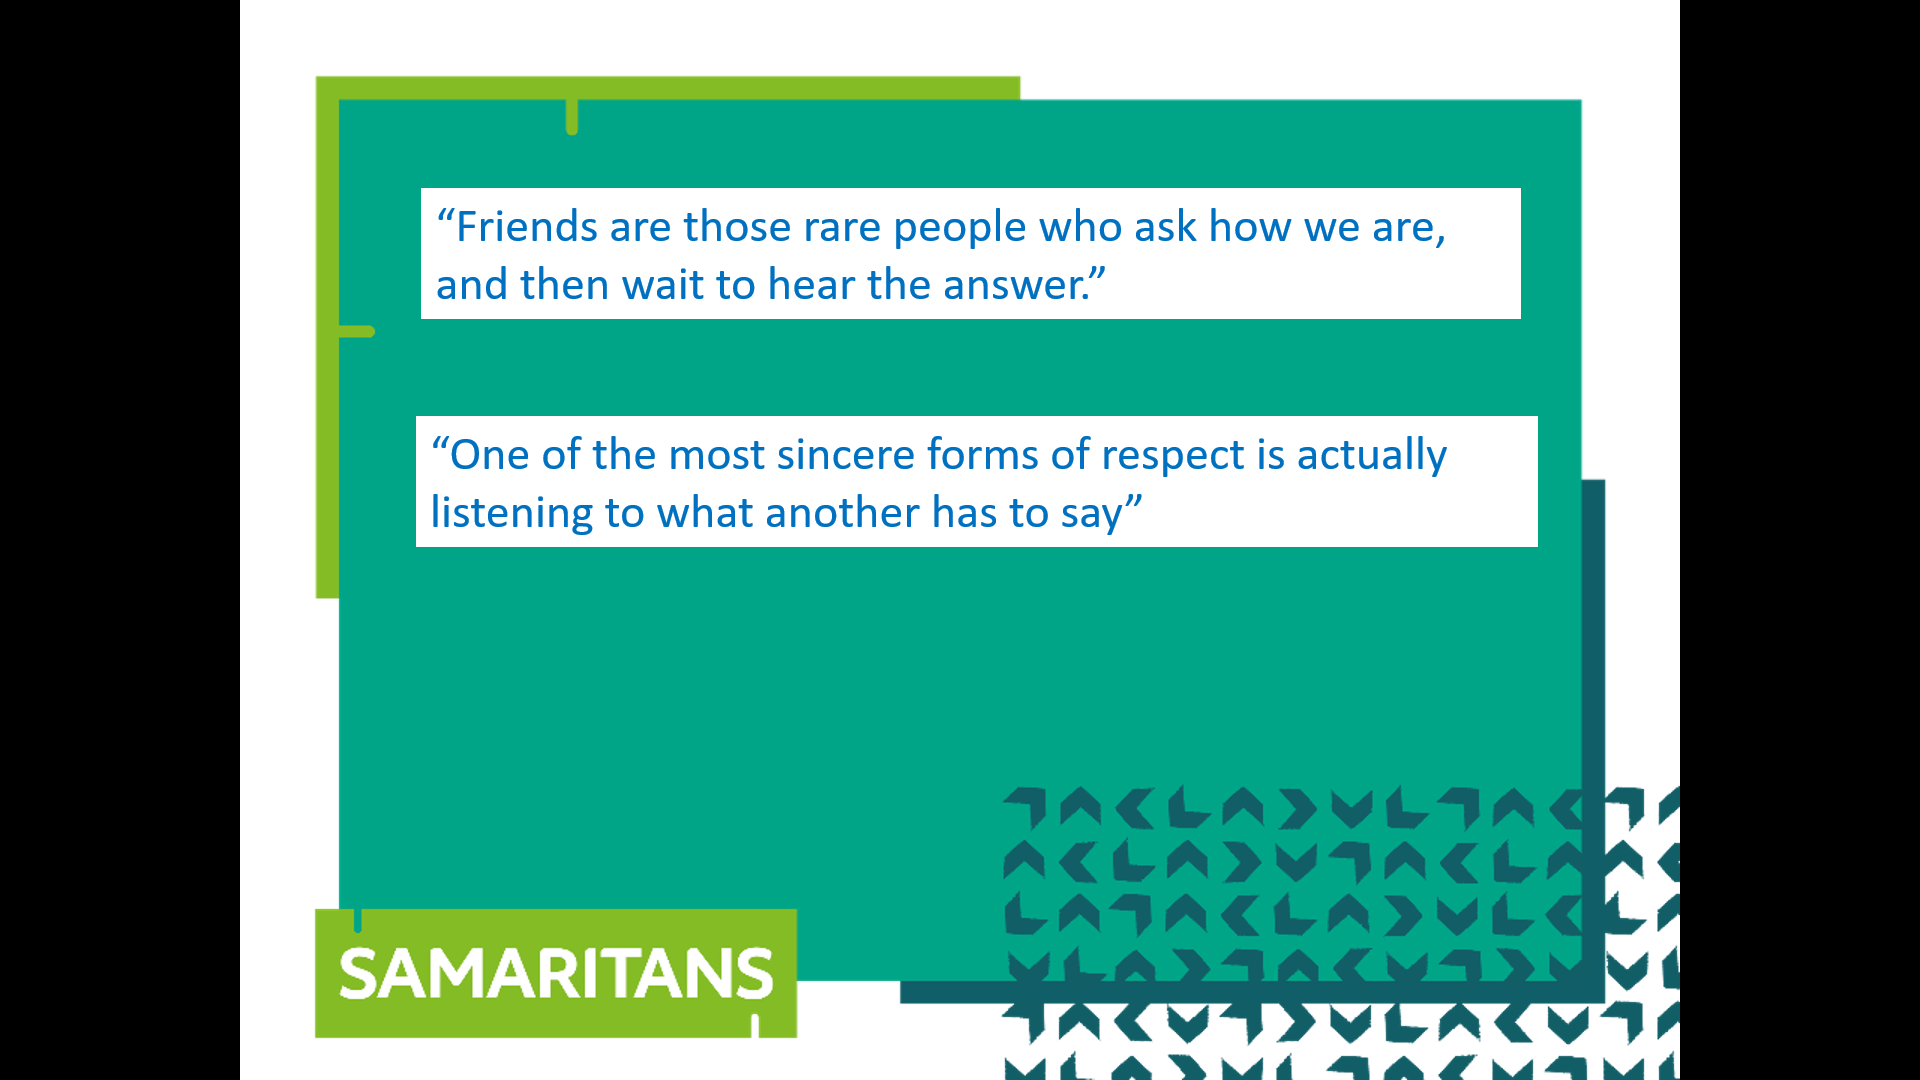 “Friends are those rare people who ask how we are,
and then wait to hear the answer.”
“One of the most sincere forms of respect is actually
listening to what another has to say”
SAMARITANS